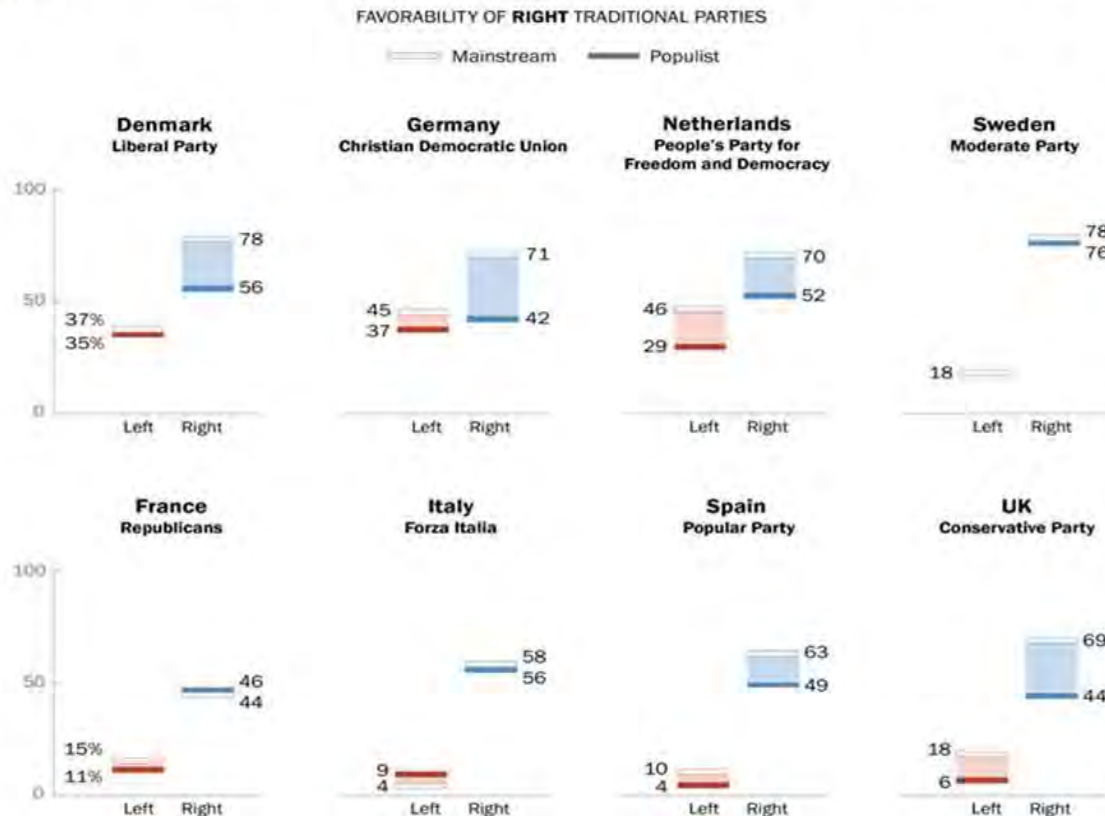 FAVORABILITY OF RIGHT TRADITIONAL PARTIES
Mainstream Populist
Denmark
Liberal Party
Germany
Christian Democratic Union
Netherlands
People's Party for
Freedom and Democracy
Sweden
Moderate Party
100
50
0
37%
35%
78
56
Left Right
45
37
71
42
Left Right
46
29
70
52
Left Right
18
78
76
Left Right
France
Republicans
Italy
Forza Italia
Spain
Popular Party
UK
Conservative Party
100
50
0
15%
11%
46
44
Left Right
9
4
58
56
Left Right
10
4
63
49
Left Right
18
6
69
44
Left Right